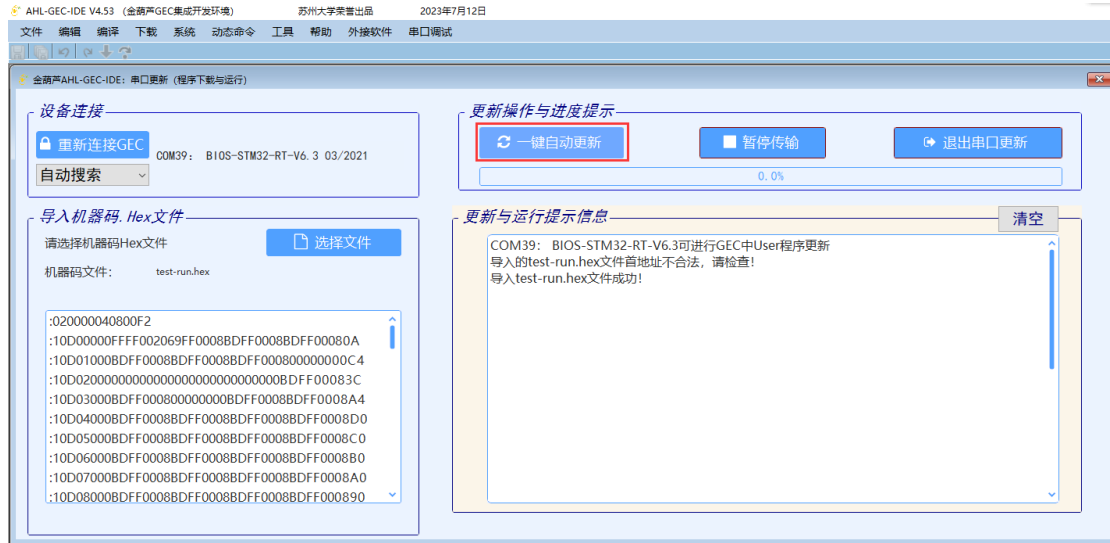 AHL-GEC-IDE V4.53 （金葫芦GEC集成开发环境） 苏州大学荣誉出品 2023年7月12日
文件 编辑 编译 下载 系统 动态命令 工具 帮助 外接软件 串口调试
金葫芦AHL-GEC-IDE：串口更新（程序下载与运行）
设备连接
重新连接GEC
COM39： BIOS-STM32-RT-V6.3 03/2021
自动搜索
更新操作与进度提示
一键自动更新 暂停传输 退出串口更新
0.0%
导入机器码.Hex文件
请选择机器码Hex文件 选择文件
机器码文件： test-run.hex
:020000040800F2
:10D00000FFFF002069FF0008BDFF0008BDFF00080A
:10D01000BDFF0008BDFF0008BDFF000800000000C4
:10D02000000000000000000000000000BDFF00083C
:10D03000BDFF000800000000BDFF0008BDFF0008A4
:10D04000BDFF0008BDFF0008BDFF0008BDFF0008D0
:10D05000BDFF0008BDFF0008BDFF0008BDFF0008C0
:10D06000BDFF0008BDFF0008BDFF0008BDFF0008B0
:10D07000BDFF0008BDFF0008BDFF0008BDFF0008A0
:10D08000BDFF0008BDFF0008BDFF0008BDFF000890
更新与运行提示信息 清空
COM39： BIOS-STM32-RT-V6.3可进行GEC中User程序更新
导入的test-run.hex文件首地址不合法，请检查！
导入test-run.hex文件成功！